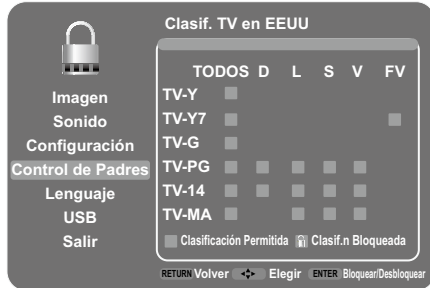 Clasif. TV en EEUU
TODOS D L S V FV
Imagen
Sonido
Configuración
Control de Padres
Lenguaje
USB
Salir
TV-Y
TV-Y7
TV-G
TV-PG
TV-14
TV-MA
Clasificación Permitida Clasif.n Bloqueada
RETURN Volver Elegir ENTER Bloquear/Desbloquear